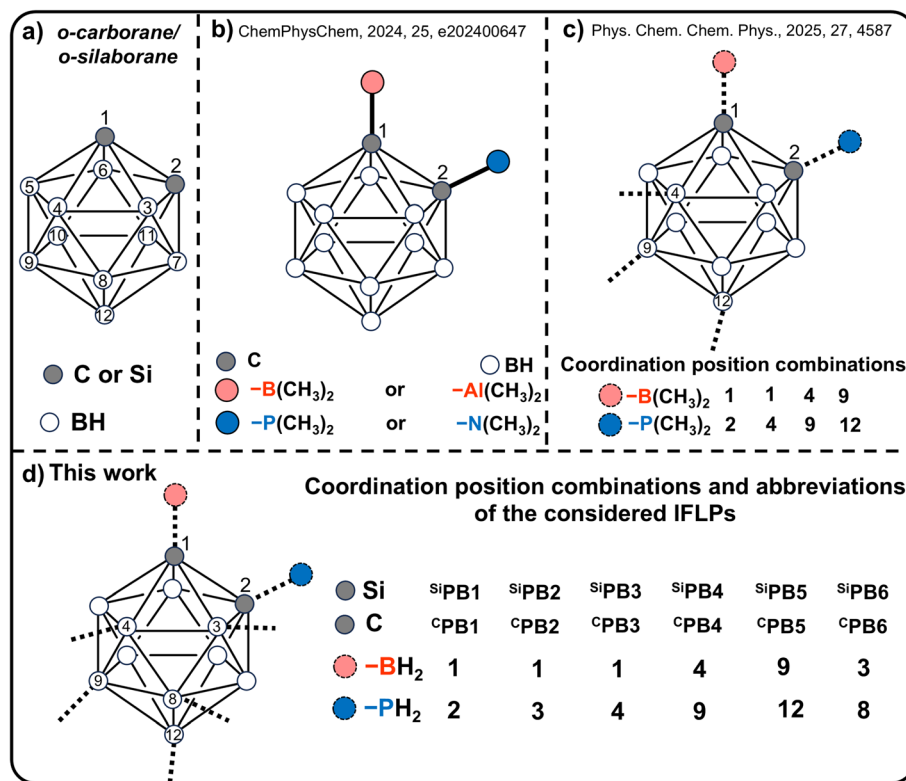 a) o-carborane/
o-silaborane
1
2
6
5
4
3
10
11
9
7
8
12
C or Si
BH
b) ChemPhysChem, 2024, 25, e202400647
1
2
C
BH
−B(CH₃)₂ or −Al(CH₃)₂
−P(CH₃)₂ or −N(CH₃)₂
c) Phys. Chem. Chem. Phys., 2025, 27, 4587
1
2
4
9
12
Coordination position combinations
−B(CH₃)₂ 1 1 4 9
−P(CH₃)₂ 2 4 9 12
d) This work
1
2
4
3
9
8
12
Coordination position combinations and abbreviations
of the considered IFLPs
Si ˢⁱPB1 ˢⁱPB2 ˢⁱPB3 ˢⁱPB4 ˢⁱPB5 ˢⁱPB6
C ᶜPB1 ᶜPB2 ᶜPB3 ᶜPB4 ᶜPB5 ᶜPB6
−BH₂ 1 1 1 4 9 3
−PH₂ 2 3 4 9 12 8